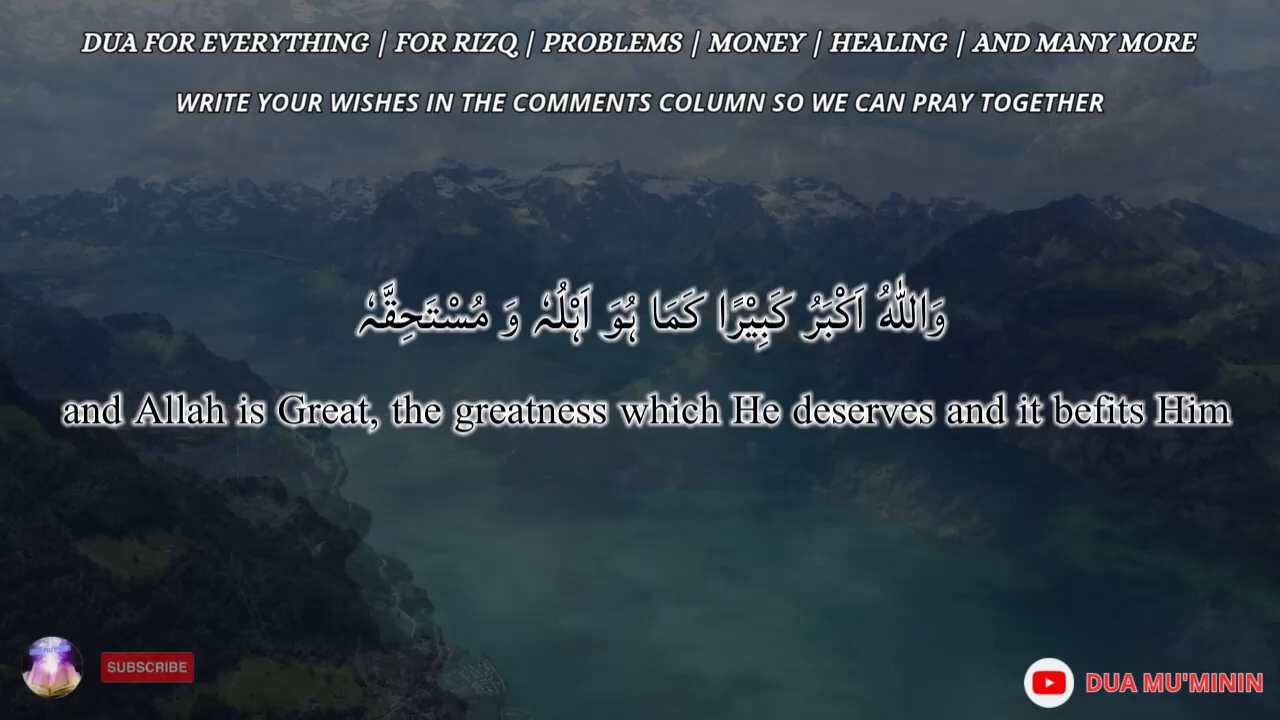 DUA FOR EVERYTHING | FOR RIZQ | PROBLEMS | MONEY | HEALING | AND MANY MORE
WRITE YOUR WISHES IN THE COMMENTS COLUMN SO WE CAN PRAY TOGETHER
وَاللّٰهُ اَكْبَرُ كَبِيْرًا كَمَا ہُوَ اَہْلُہٗ وَ مُسْتَحِقَّہٗ
and Allah is Great, the greatness which He deserves and it befits Him
SUBSCRIBE
DUA MU'MININ